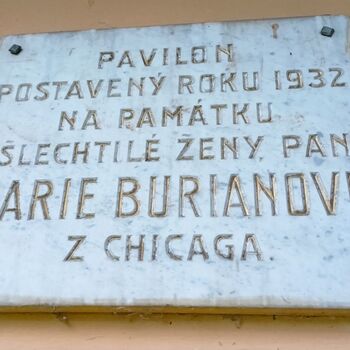 PAVILON
POSTAVENÝ ROKU 1932
NA PAMÁTKU
ŠLECHTILÉ ŽENY PAN
ARIE BURIANOV
Z CHICAGA.